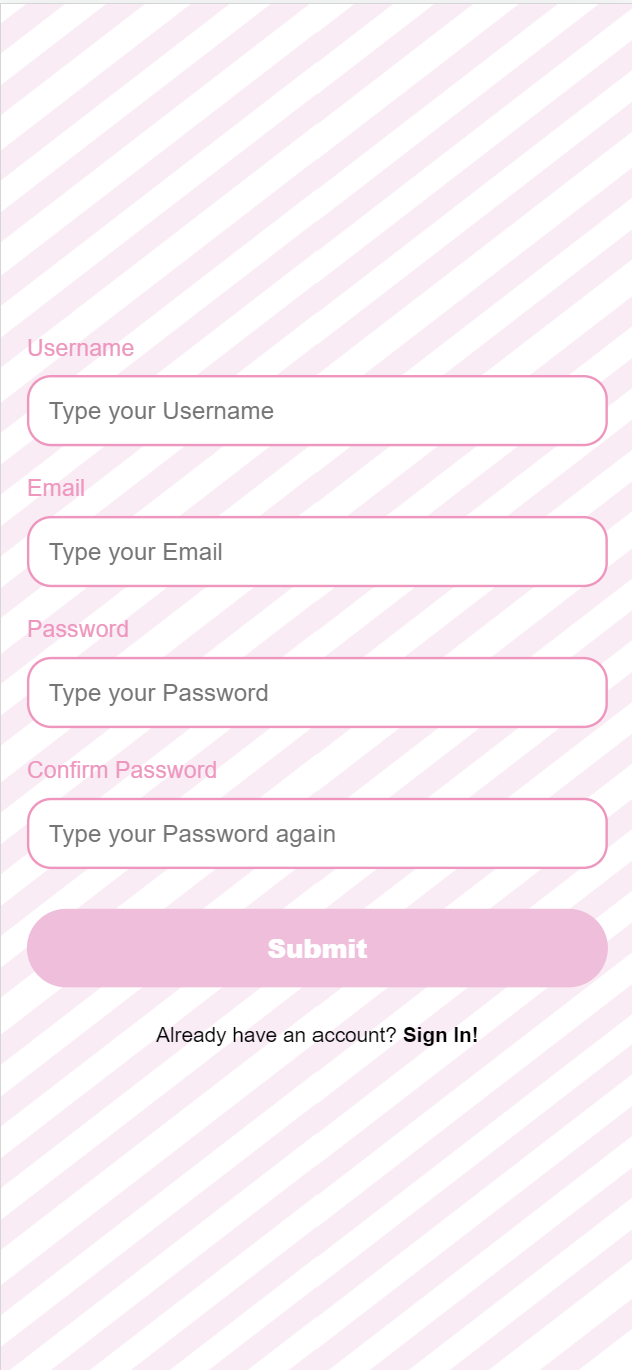 Username
Type your Username
Email
Type your Email
Password
Type your Password
Confirm Password
Type your Password again
Submit
Already have an account? Sign In!